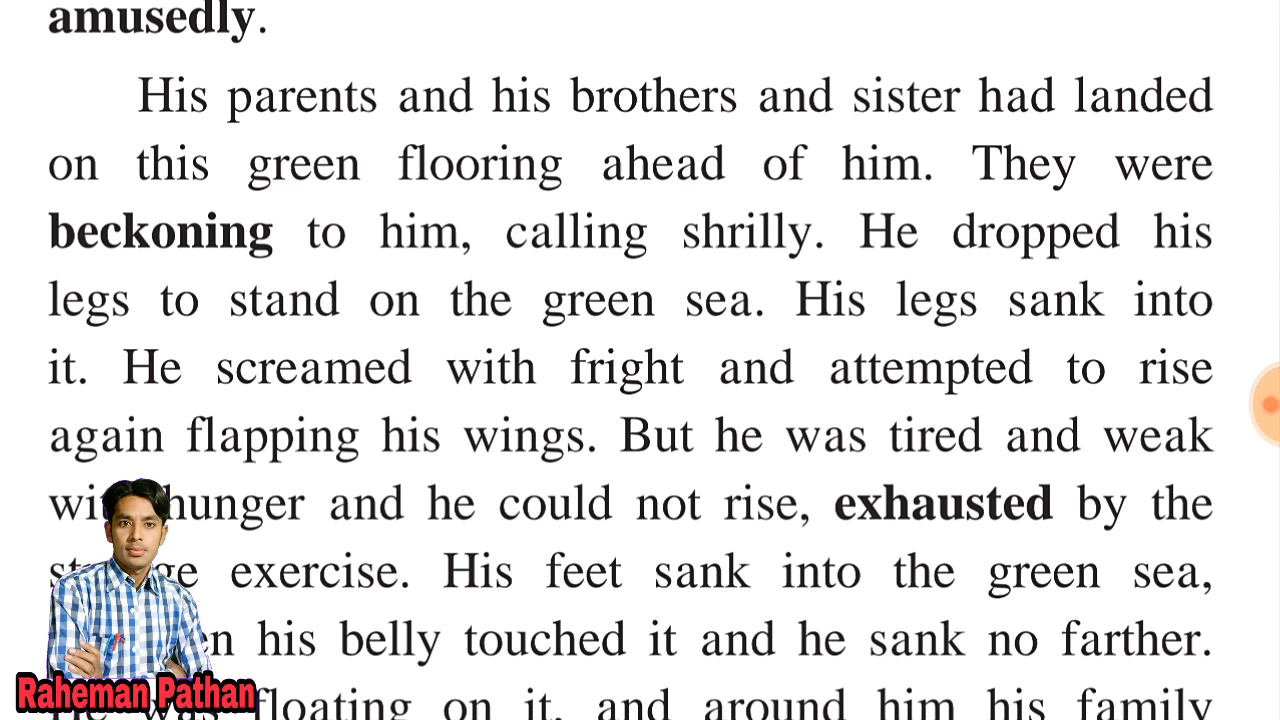 amusedly.
His parents and his brothers and sister had landed
on this green flooring ahead of him. They were
beckoning to him, calling shrilly. He dropped his
legs to stand on the green sea. His legs sank into
it. He screamed with fright and attempted to rise
again flapping his wings. But he was tired and weak
hunger and he could not rise, exhausted by the
exercise. His feet sank into the green sea,
his belly touched it and he sank no farther.
He was floating on it, and around him his family
Raheman Pathan